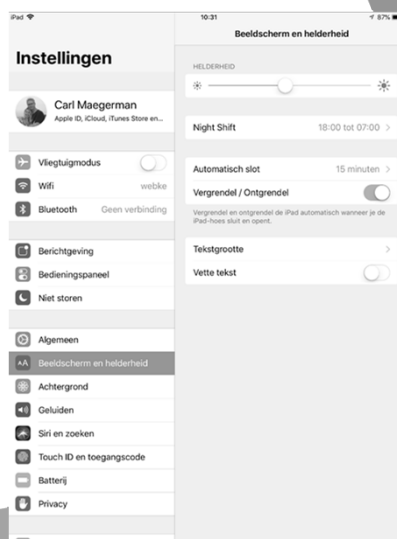 iPad
10:31
87%
Instellingen
Carl Maegerman
Apple ID, iCloud, iTunes Store en...
Vliegtuigmodus
Wifi webke
Bluetooth Geen verbinding
Berichtgeving
Bedieningspaneel
Niet storen
Algemeen
AA Beeldscherm en helderheid
Achtergrond
Geluiden
Siri en zoeken
Touch ID en toegangscode
Batterij
Privacy
Beeldscherm en helderheid
HELDERHEID
Night Shift 18:00 tot 07:00
Automatisch slot 15 minuten
Vergrendel / Ontgrendel
Vergrendel en ontgrendel de iPad automatisch wanneer je de
iPad-hoes sluit en opent.
Tekstgrootte
Vette tekst